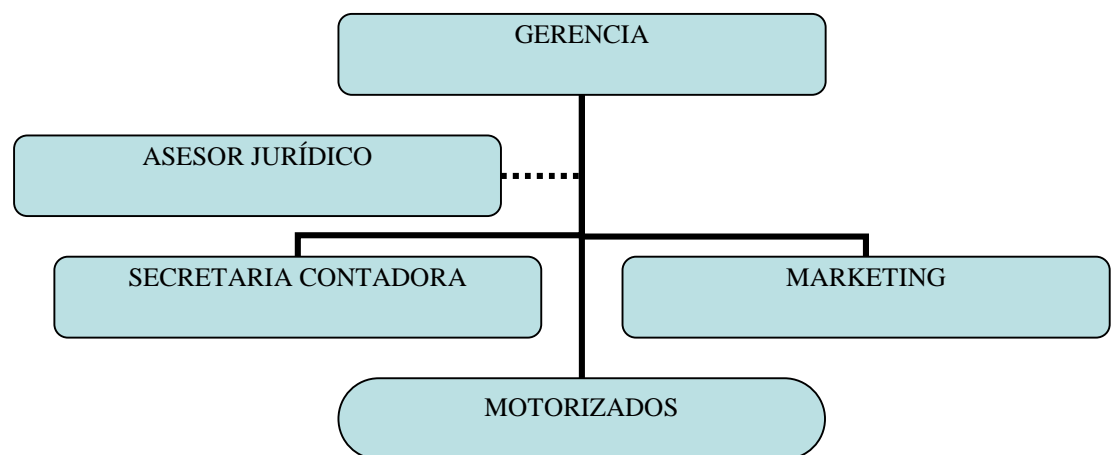 GERENCIA
ASESOR JURÍDICO
SECRETARIA CONTADORA
MARKETING
MOTORIZADOS